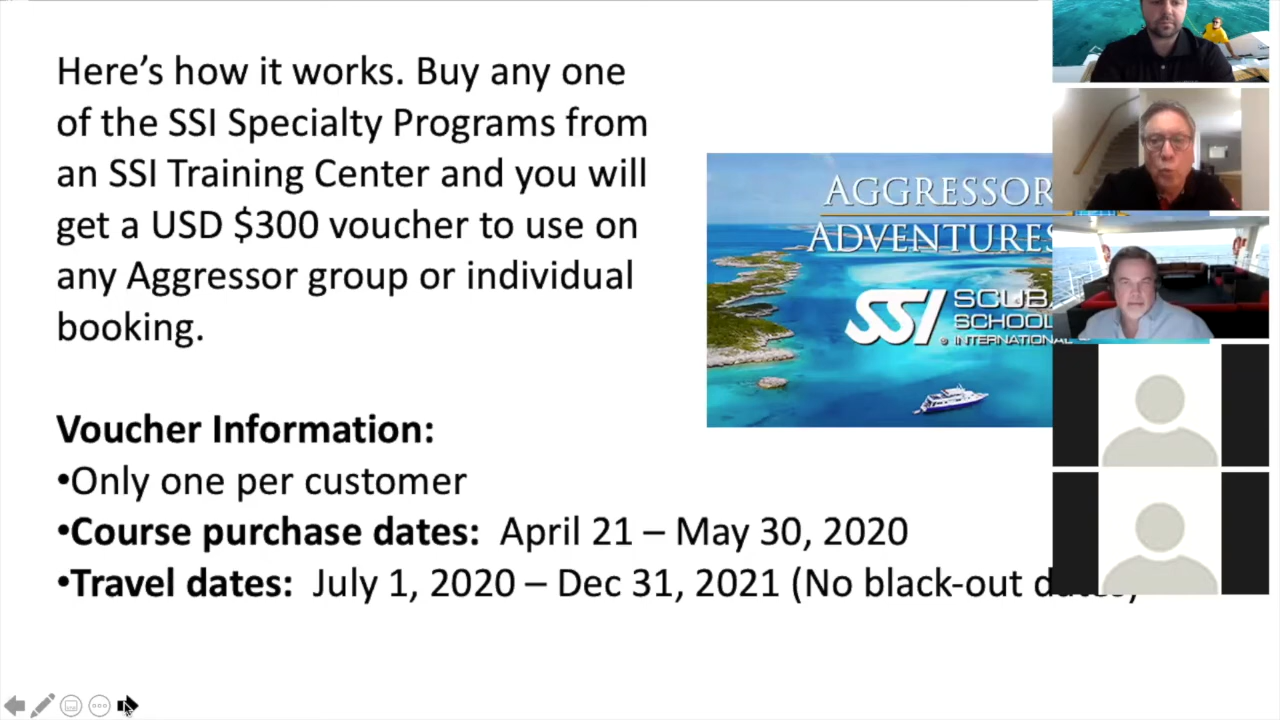 Here’s how it works. Buy any one
of the SSI Specialty Programs from
an SSI Training Center and you will
get a USD $300 voucher to use on
any Aggressor group or individual
booking.
Voucher Information:
•Only one per customer
•Course purchase dates:  April 21 – May 30, 2020
•Travel dates:  July 1, 2020 – Dec 31, 2021 (No black-out
AGGRESSOR
ADVENTURES
SSI SCUBA
SCHOOL
INTERNATIONAL